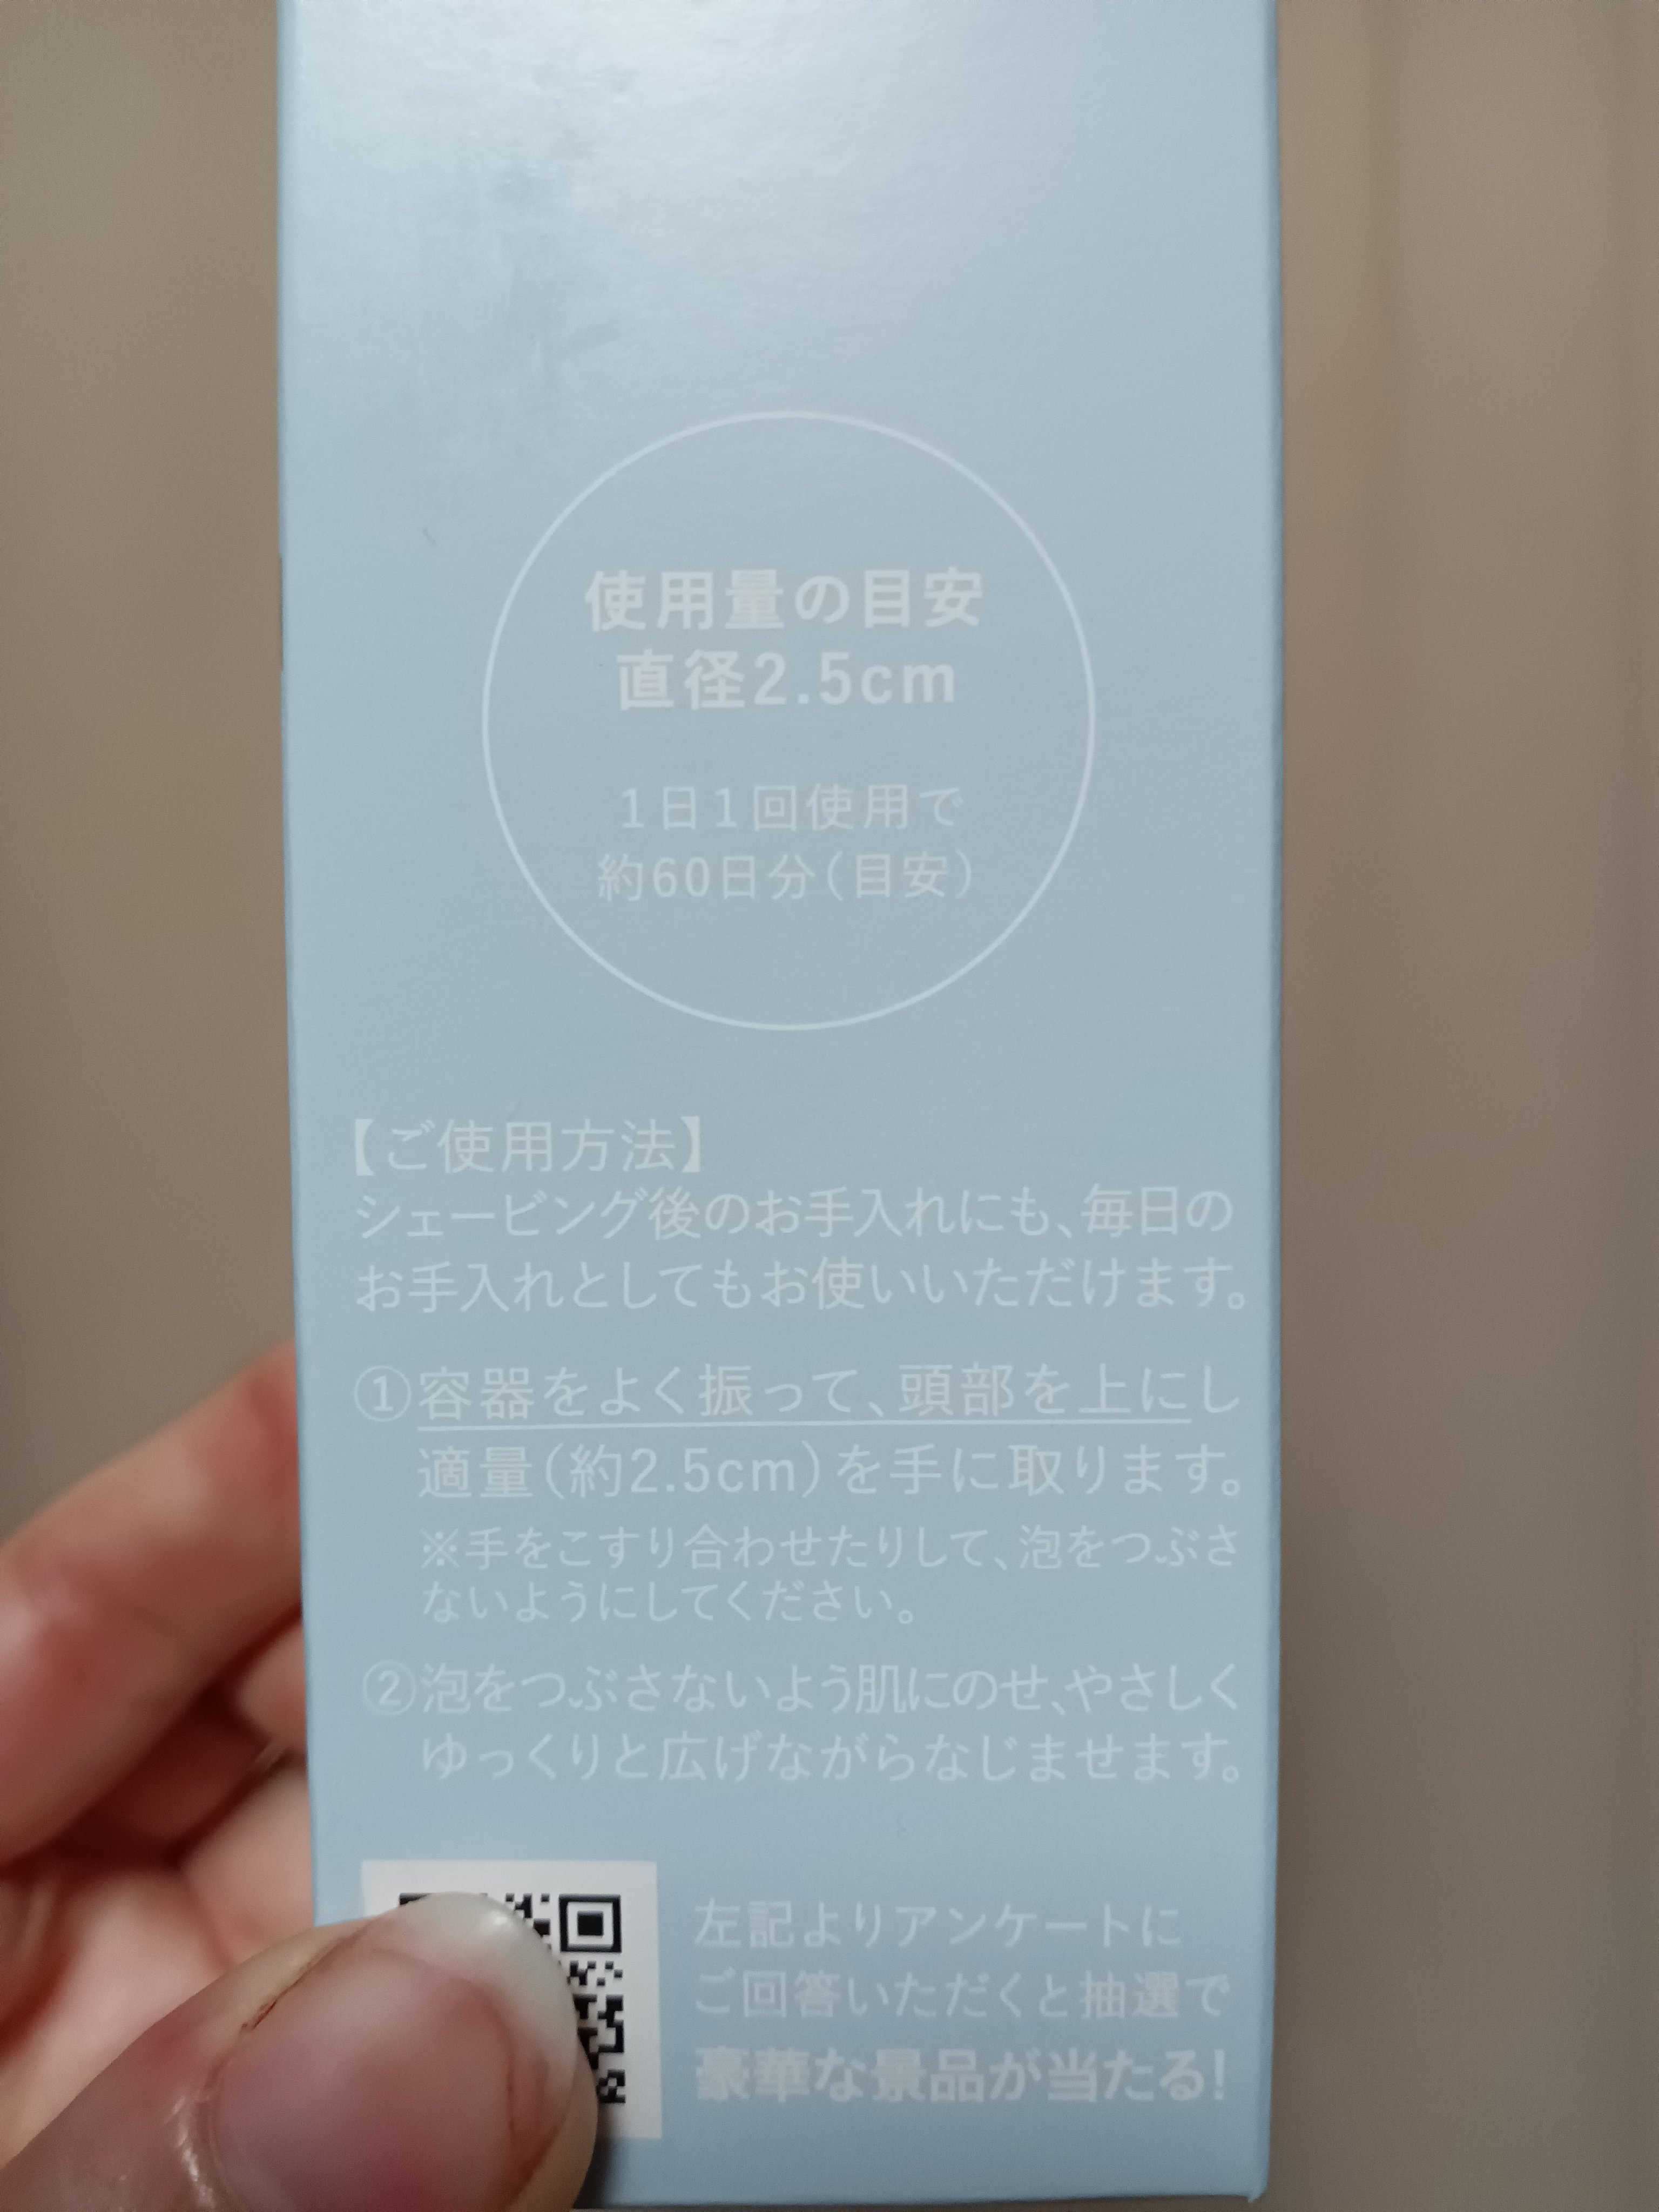 使用量の目安
直径2.5cm
1日1回使用で
約60日分(目安)
【ご使用方法】
シェービング後のお手入れにも、毎日の
お手入れとしてもお使いいただけます。
①容器をよく振って、頭部を上にし
適量(約2.5cm)を手に取ります。
※手をこすり合わせたりして、泡をつぶさ
ないようにしてください。
②泡をつぶさないよう肌にのせ、やさしく
ゆっくりと広げながらなじませます。
左記よりアンケートに
ご回答いただくと抽選で
豪華な景品が当たる!